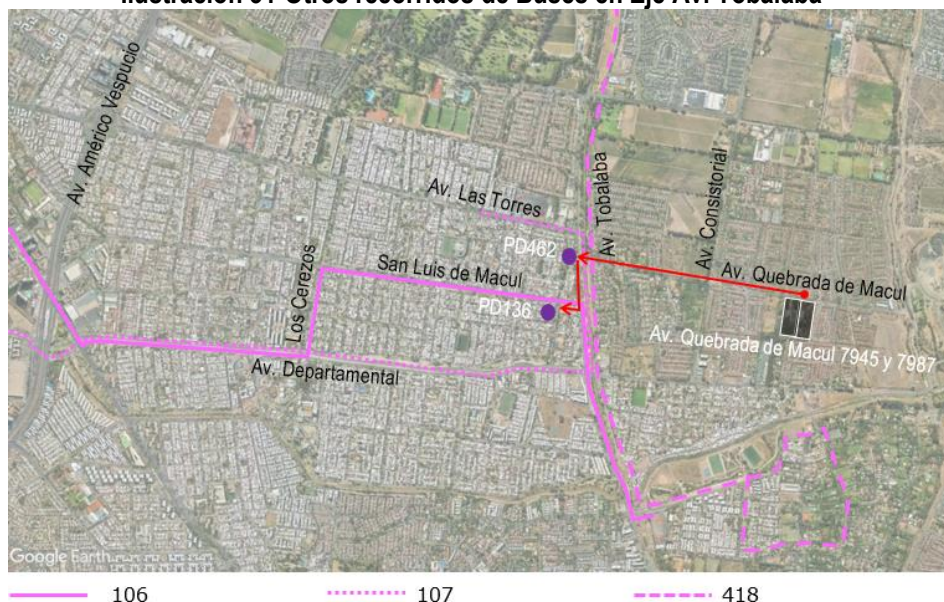 Ilustración 31 Otros recorridos de Buses en Eje Av. Tobalaba
Av. Américo Vespucio
Av. Las Torres
Av. Tobalaba
Av. Consistorial
PD462
Los Cerezos
San Luis de Macul
Av. Quebrada de Macul
PD136
Av. Quebrada de Macul 7945 y 7987
Av. Departamental
Google Earth
106
107
418